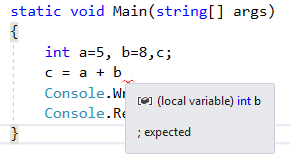 static void Main(string[] args)
{
int a=5, b=8,c;
c = a + b
Console.Wr
(local variable) int b
Console.Re
; expected
}